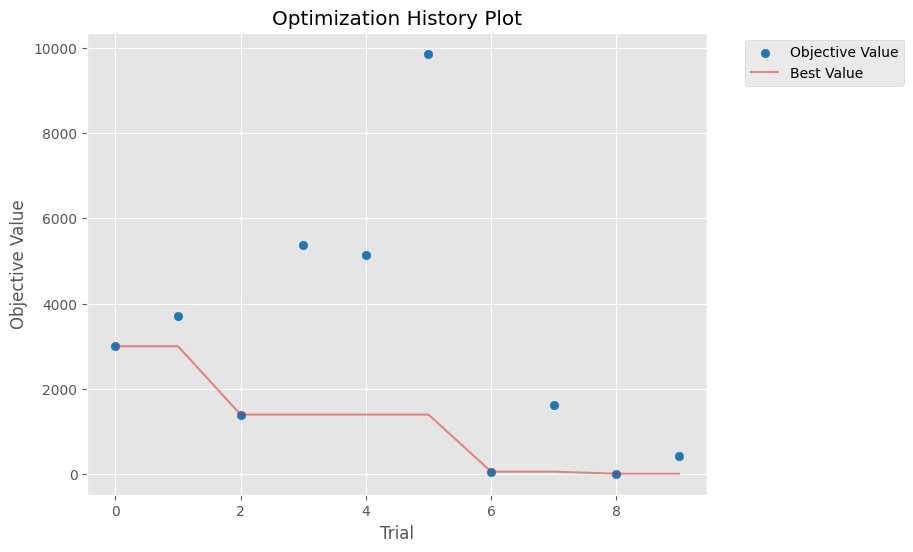 Optimization History Plot
Objective Value
Best Value
10000
8000
6000
4000
2000
0
Objective Value
0 2 4 6 8
Trial